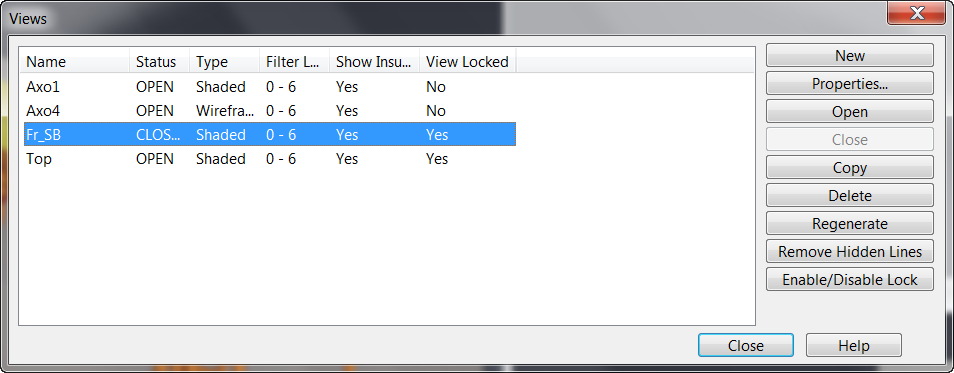 Views
Name Status Type Filter L... Show Insu... View Locked
Axo1 OPEN Shaded 0 - 6 Yes No
Axo4 OPEN Wirefra... 0 - 6 Yes No
Fr_SB CLOS... Shaded 0 - 6 Yes Yes
Top OPEN Shaded 0 - 6 Yes Yes
New
Properties...
Open
Close
Copy
Delete
Regenerate
Remove Hidden Lines
Enable/Disable Lock
Close Help